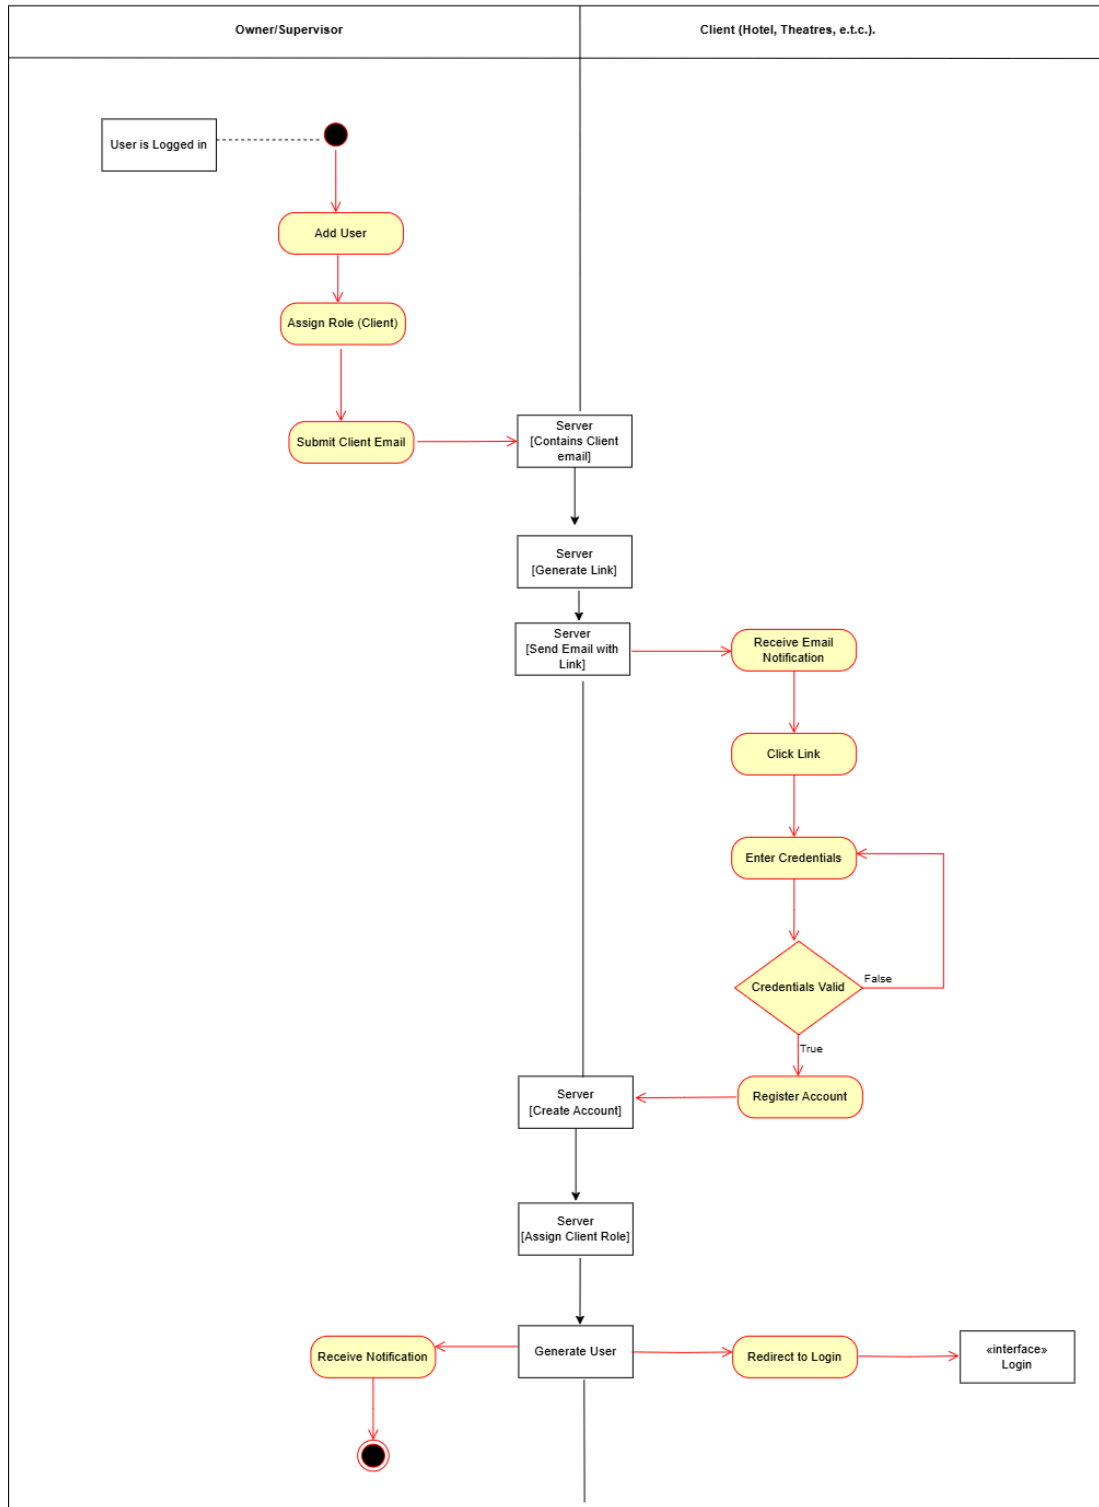 Owner/Supervisor
Client (Hotel, Theatres, e.t.c.).
User is Logged in
Add User
Assign Role (Client)
Submit Client Email
Server
[Contains Client
email]
Server
[Generate Link]
Server
[Send Email with
Link]
Receive Email
Notification
Click Link
Enter Credentials
Credentials Valid
False
True
Register Account
Server
[Create Account]
Server
[Assign Client Role]
Receive Notification
Generate User
Redirect to Login
«interface»
Login